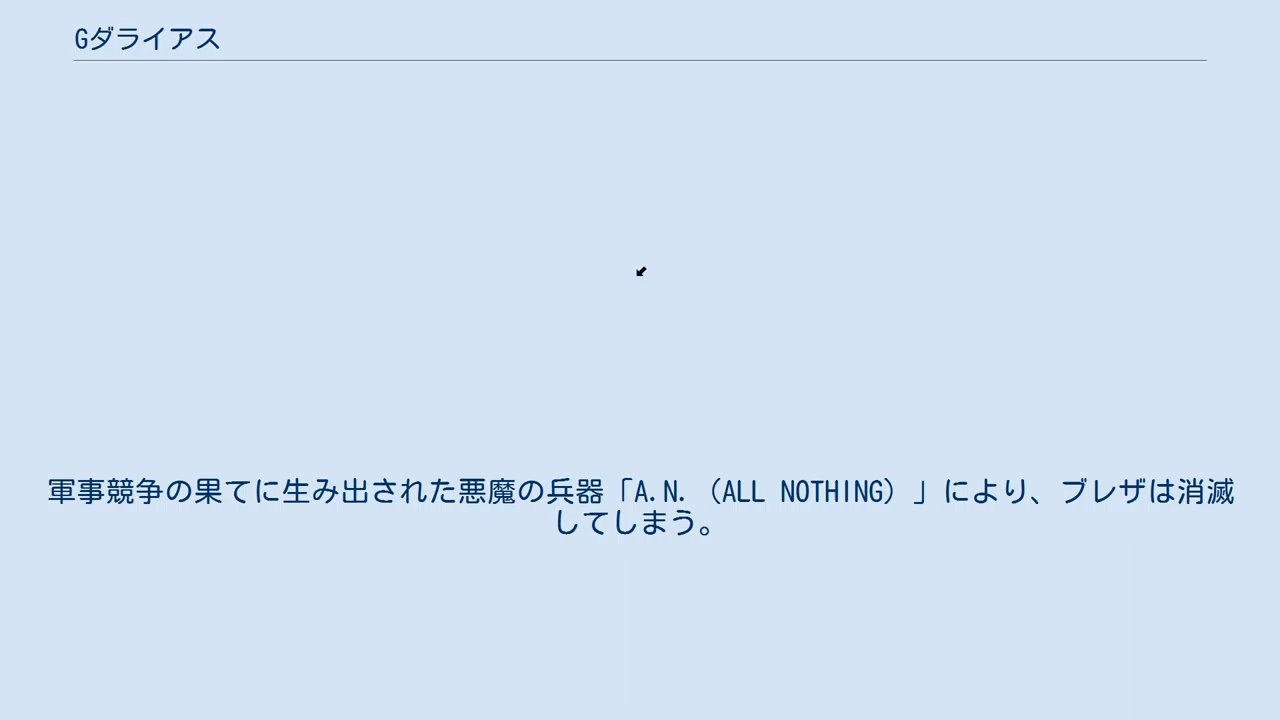 Gダライアス
軍事競争の果てに生み出された悪魔の兵器「A.N.（ALL NOTHING）」により、ブレザは消滅
してしまう。